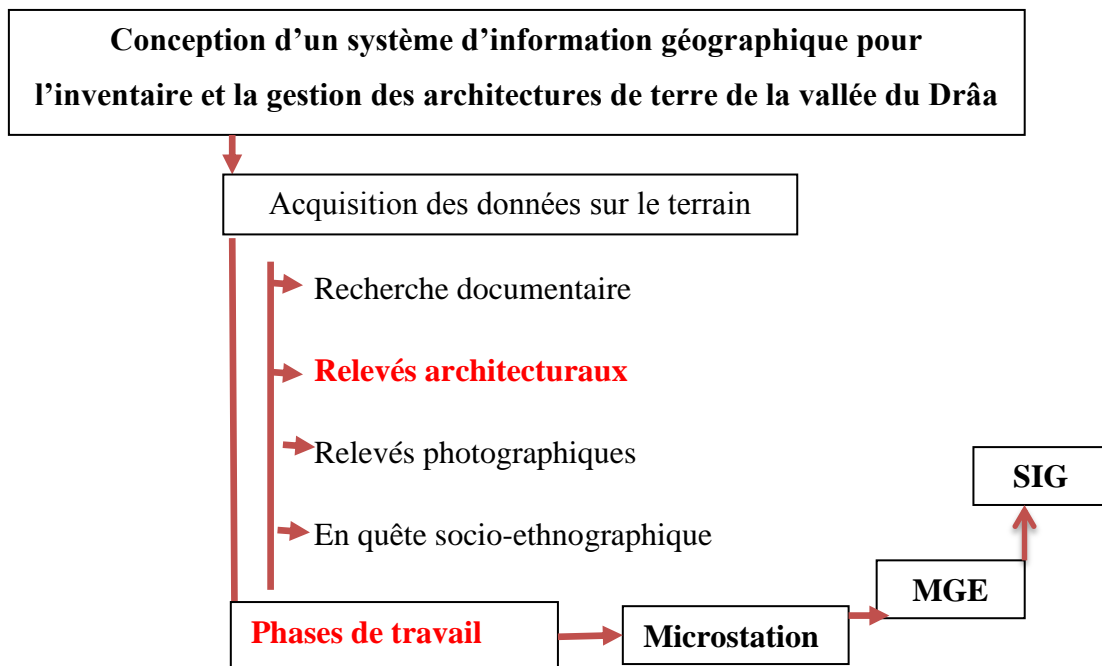 Conception d’un système d’information géographique pour
l’inventaire et la gestion des architectures de terre de la vallée du Drâa
Acquisition des données sur le terrain
Recherche documentaire
Relevés architecturaux
Relevés photographiques
En quête socio-ethnographique
Phases de travail
Microstation
MGE
SIG